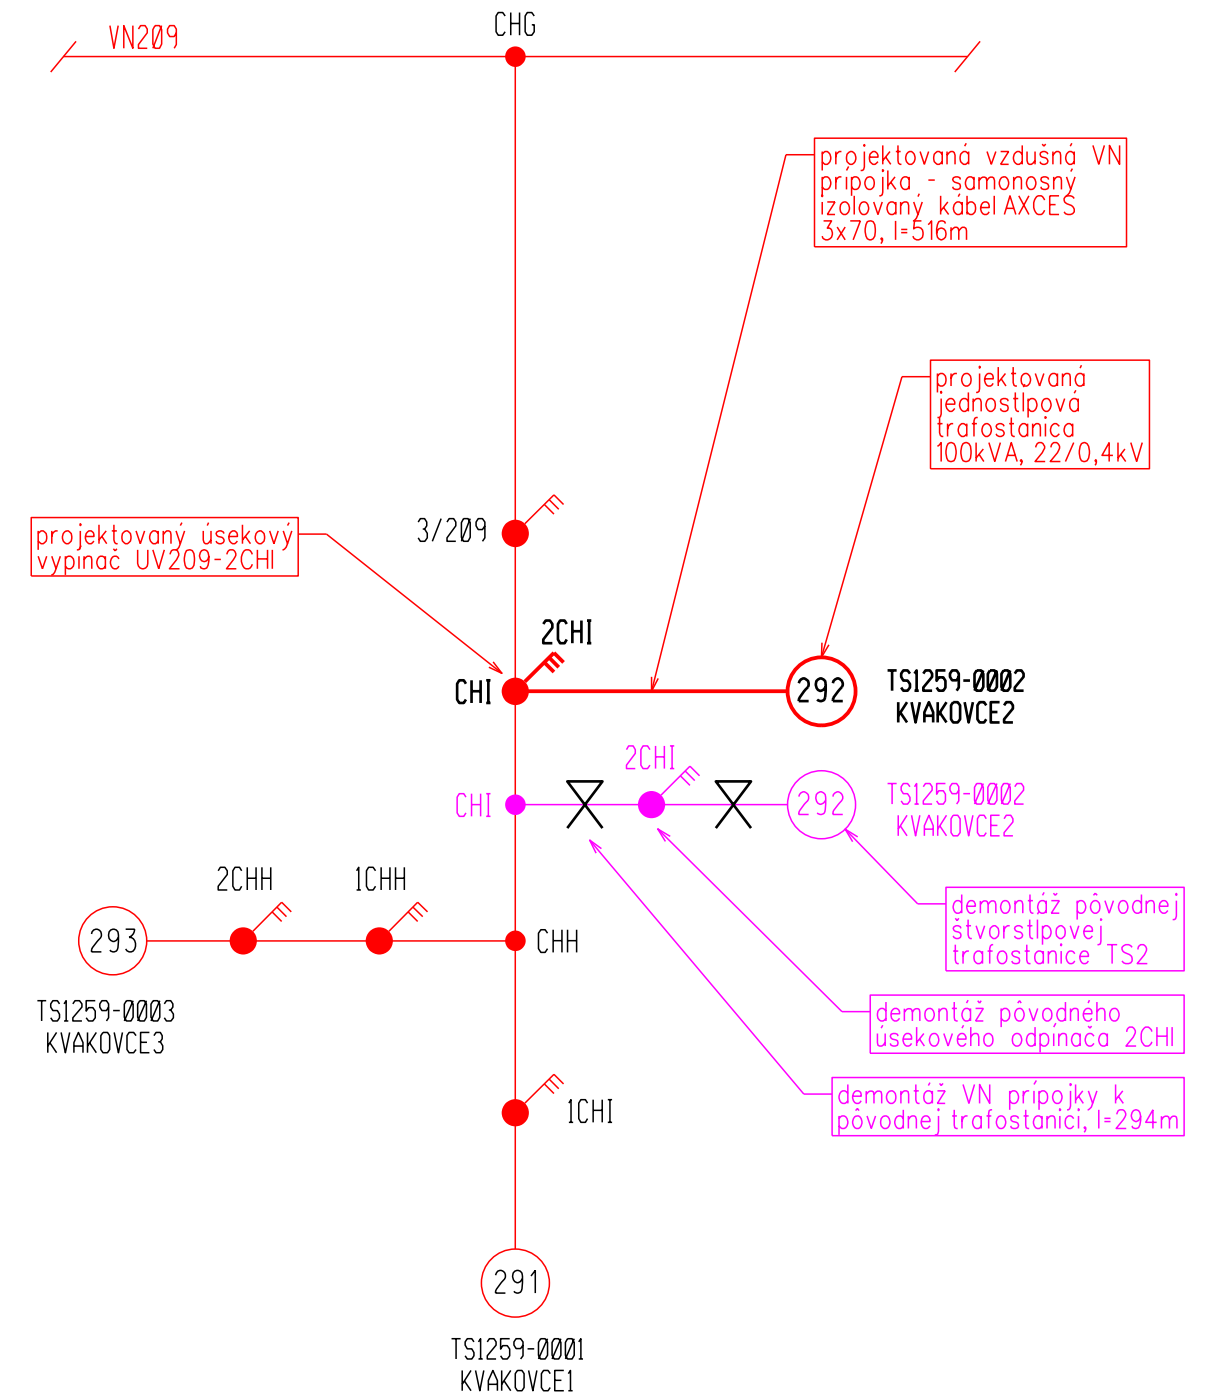 CHG
VN209
projektovaná vzdušná VN
prípojka - samonosný
izolovaný kábel AXCES
3x70, l=516m
projektovaná
jednostĺpová
trafostanica
100kVA, 22/0,4kV
3/209
projektovaný úsekový
vypínač UV209-2CHI
2CHI
CHI
292
TS1259-0002
KVAKOVCE2
2CHI
CHI
292
TS1259-0002
KVAKOVCE2
2CHH
1CHH
293
CHH
demontáž pôvodnej
štvorstĺpovej
trafostanice TS2
TS1259-0003
KVAKOVCE3
demontáž pôvodného
úsekového odpínača 2CHI
demontáž VN prípojky k
pôvodnej trafostanici, l=294m
1CHI
291
TS1259-0001
KVAKOVCE1